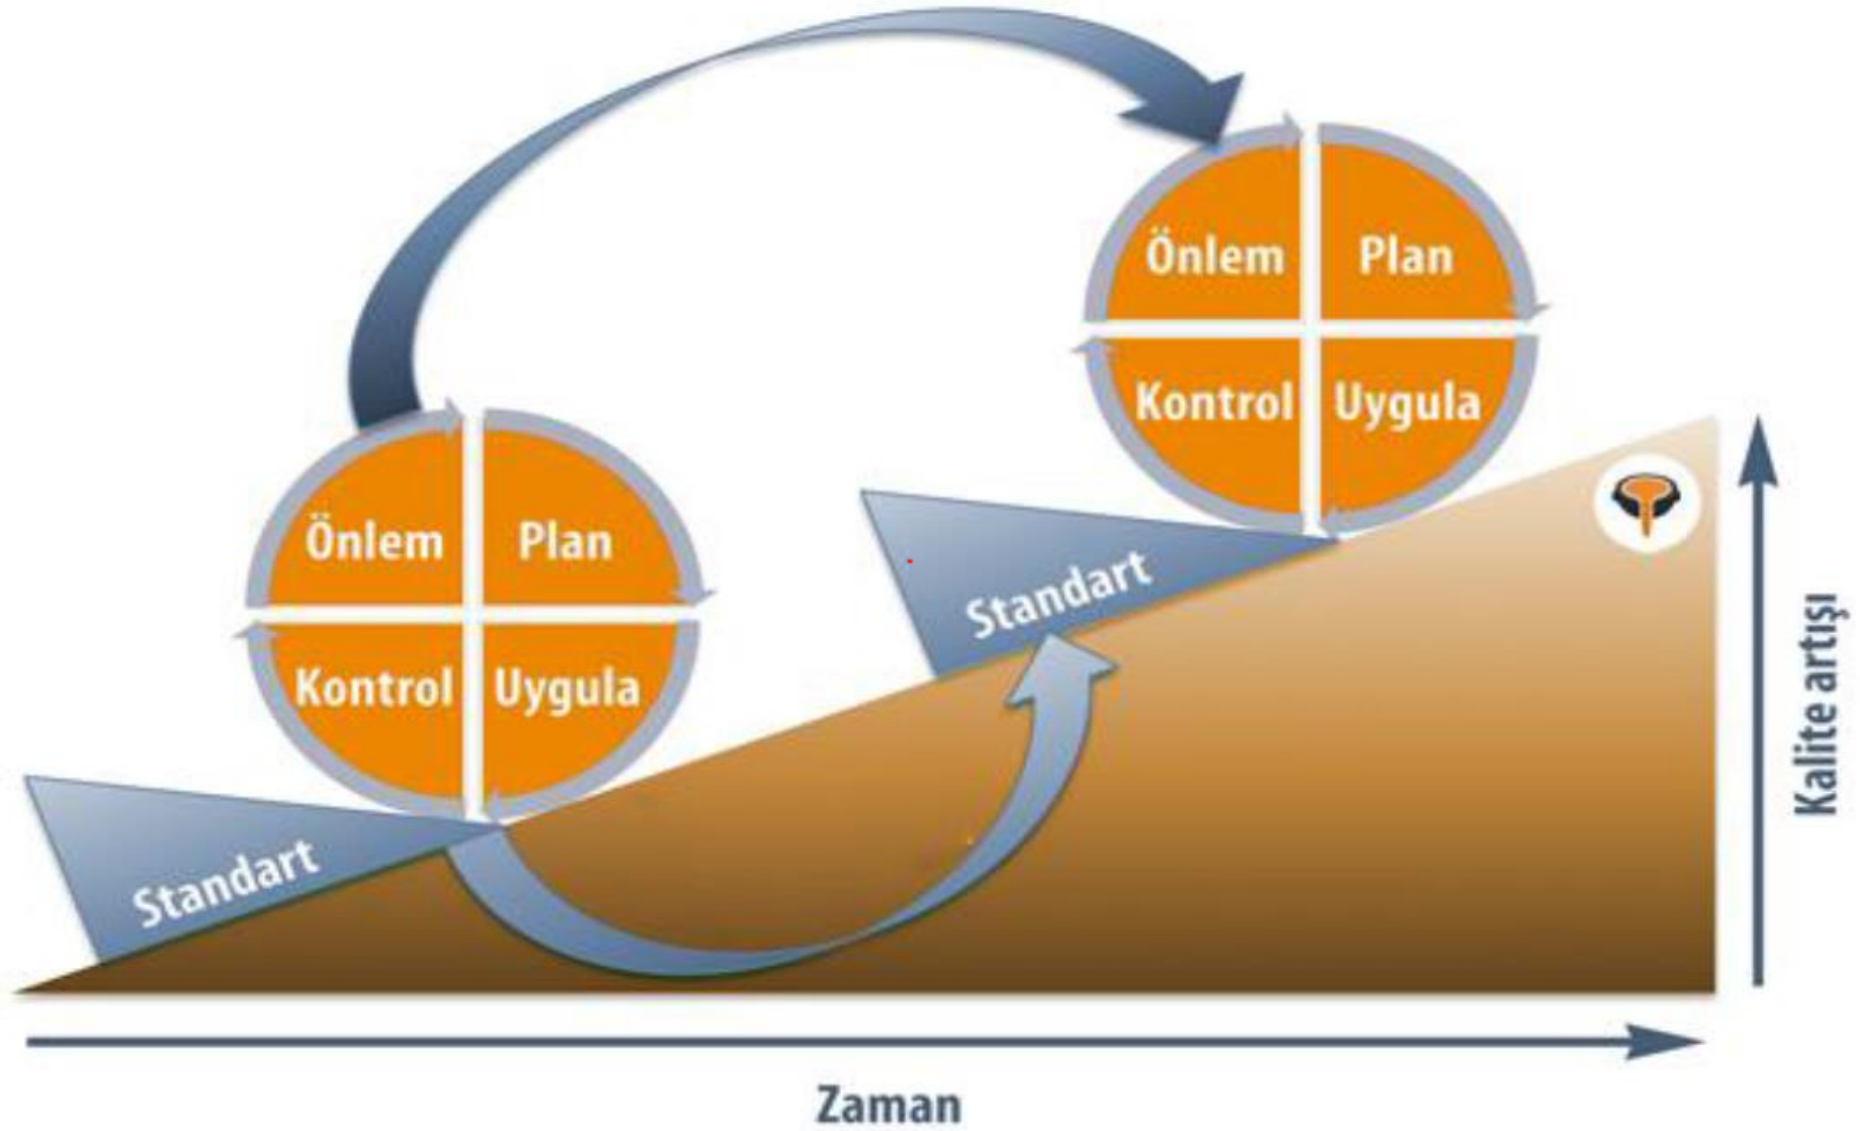 Önlem Plan
Kontrol Uygula
Standart
Önlem Plan
Kontrol Uygula
Standart
Kalite artışı
Zaman